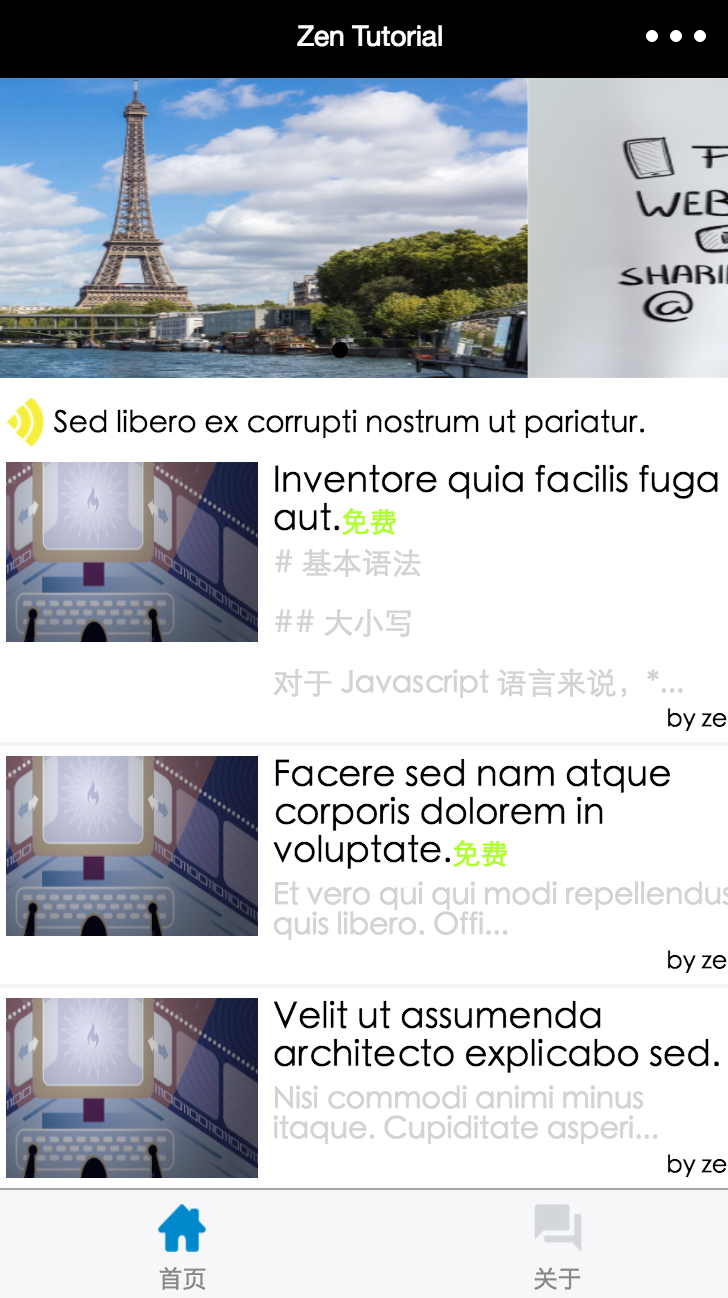 Zen Tutorial
WEB
SHARI
@
Sed libero ex corrupti nostrum ut pariatur.
Inventore quia facilis fuga
aut.免费
# 基本语法
## 大小写
对于 Javascript 语言来说，*...
by ze
Facere sed nam atque
corporis dolorem in
voluptate.免费
Et vero qui qui modi repellendus
quis libero. Offi...
by ze
Velit ut assumenda
architecto explicabo sed.
Nisi commodi animi minus
itaque. Cupiditate asperi...
by ze
首页
关于